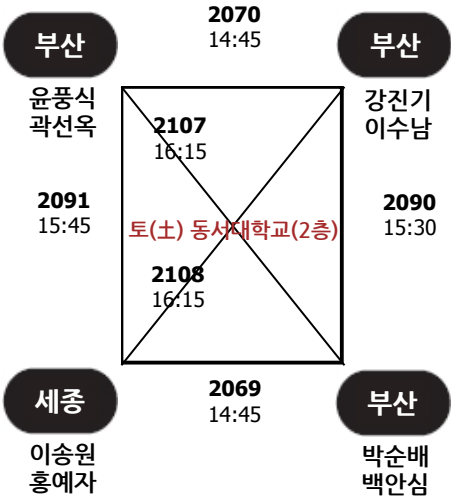 2070
14:45
부산
부산
윤풍식
곽선옥
강진기
이수남
2107
16:15
2091
15:45
2090
15:30
토(土) 동서대학교(2층)
2108
16:15
세종
2069
14:45
부산
이송원
홍예자
박순배
백안심